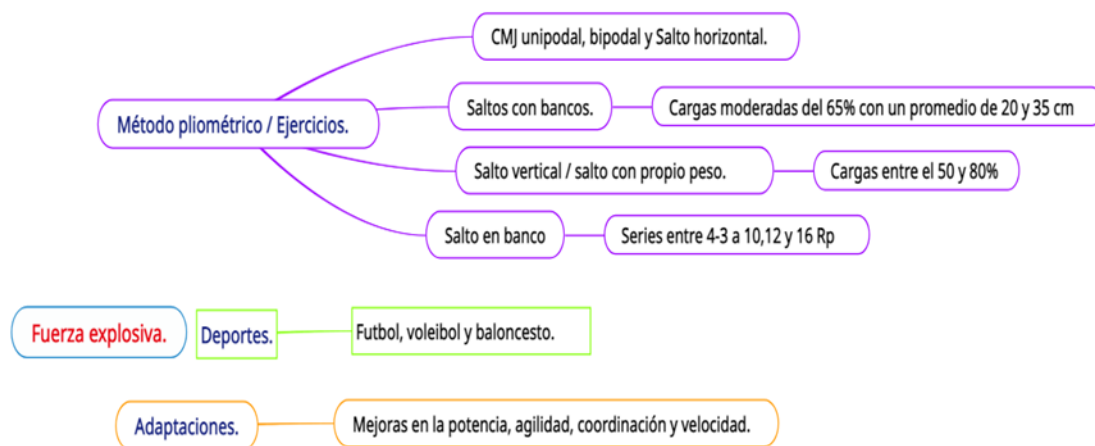 CMJ unipodal, bipodal y Salto horizontal.
Método pliométrico / Ejercicios.
Saltos con bancos.
Cargas moderadas del 65% con un promedio de 20 y 35 cm
Salto vertical / salto con propio peso.
Cargas entre el 50 y 80%
Salto en banco
Series entre 4-3 a 10,12 y 16 Rp
Fuerza explosiva.
Deportes.
Futbol, voleibol y baloncesto.
Adaptaciones.
Mejoras en la potencia, agilidad, coordinación y velocidad.